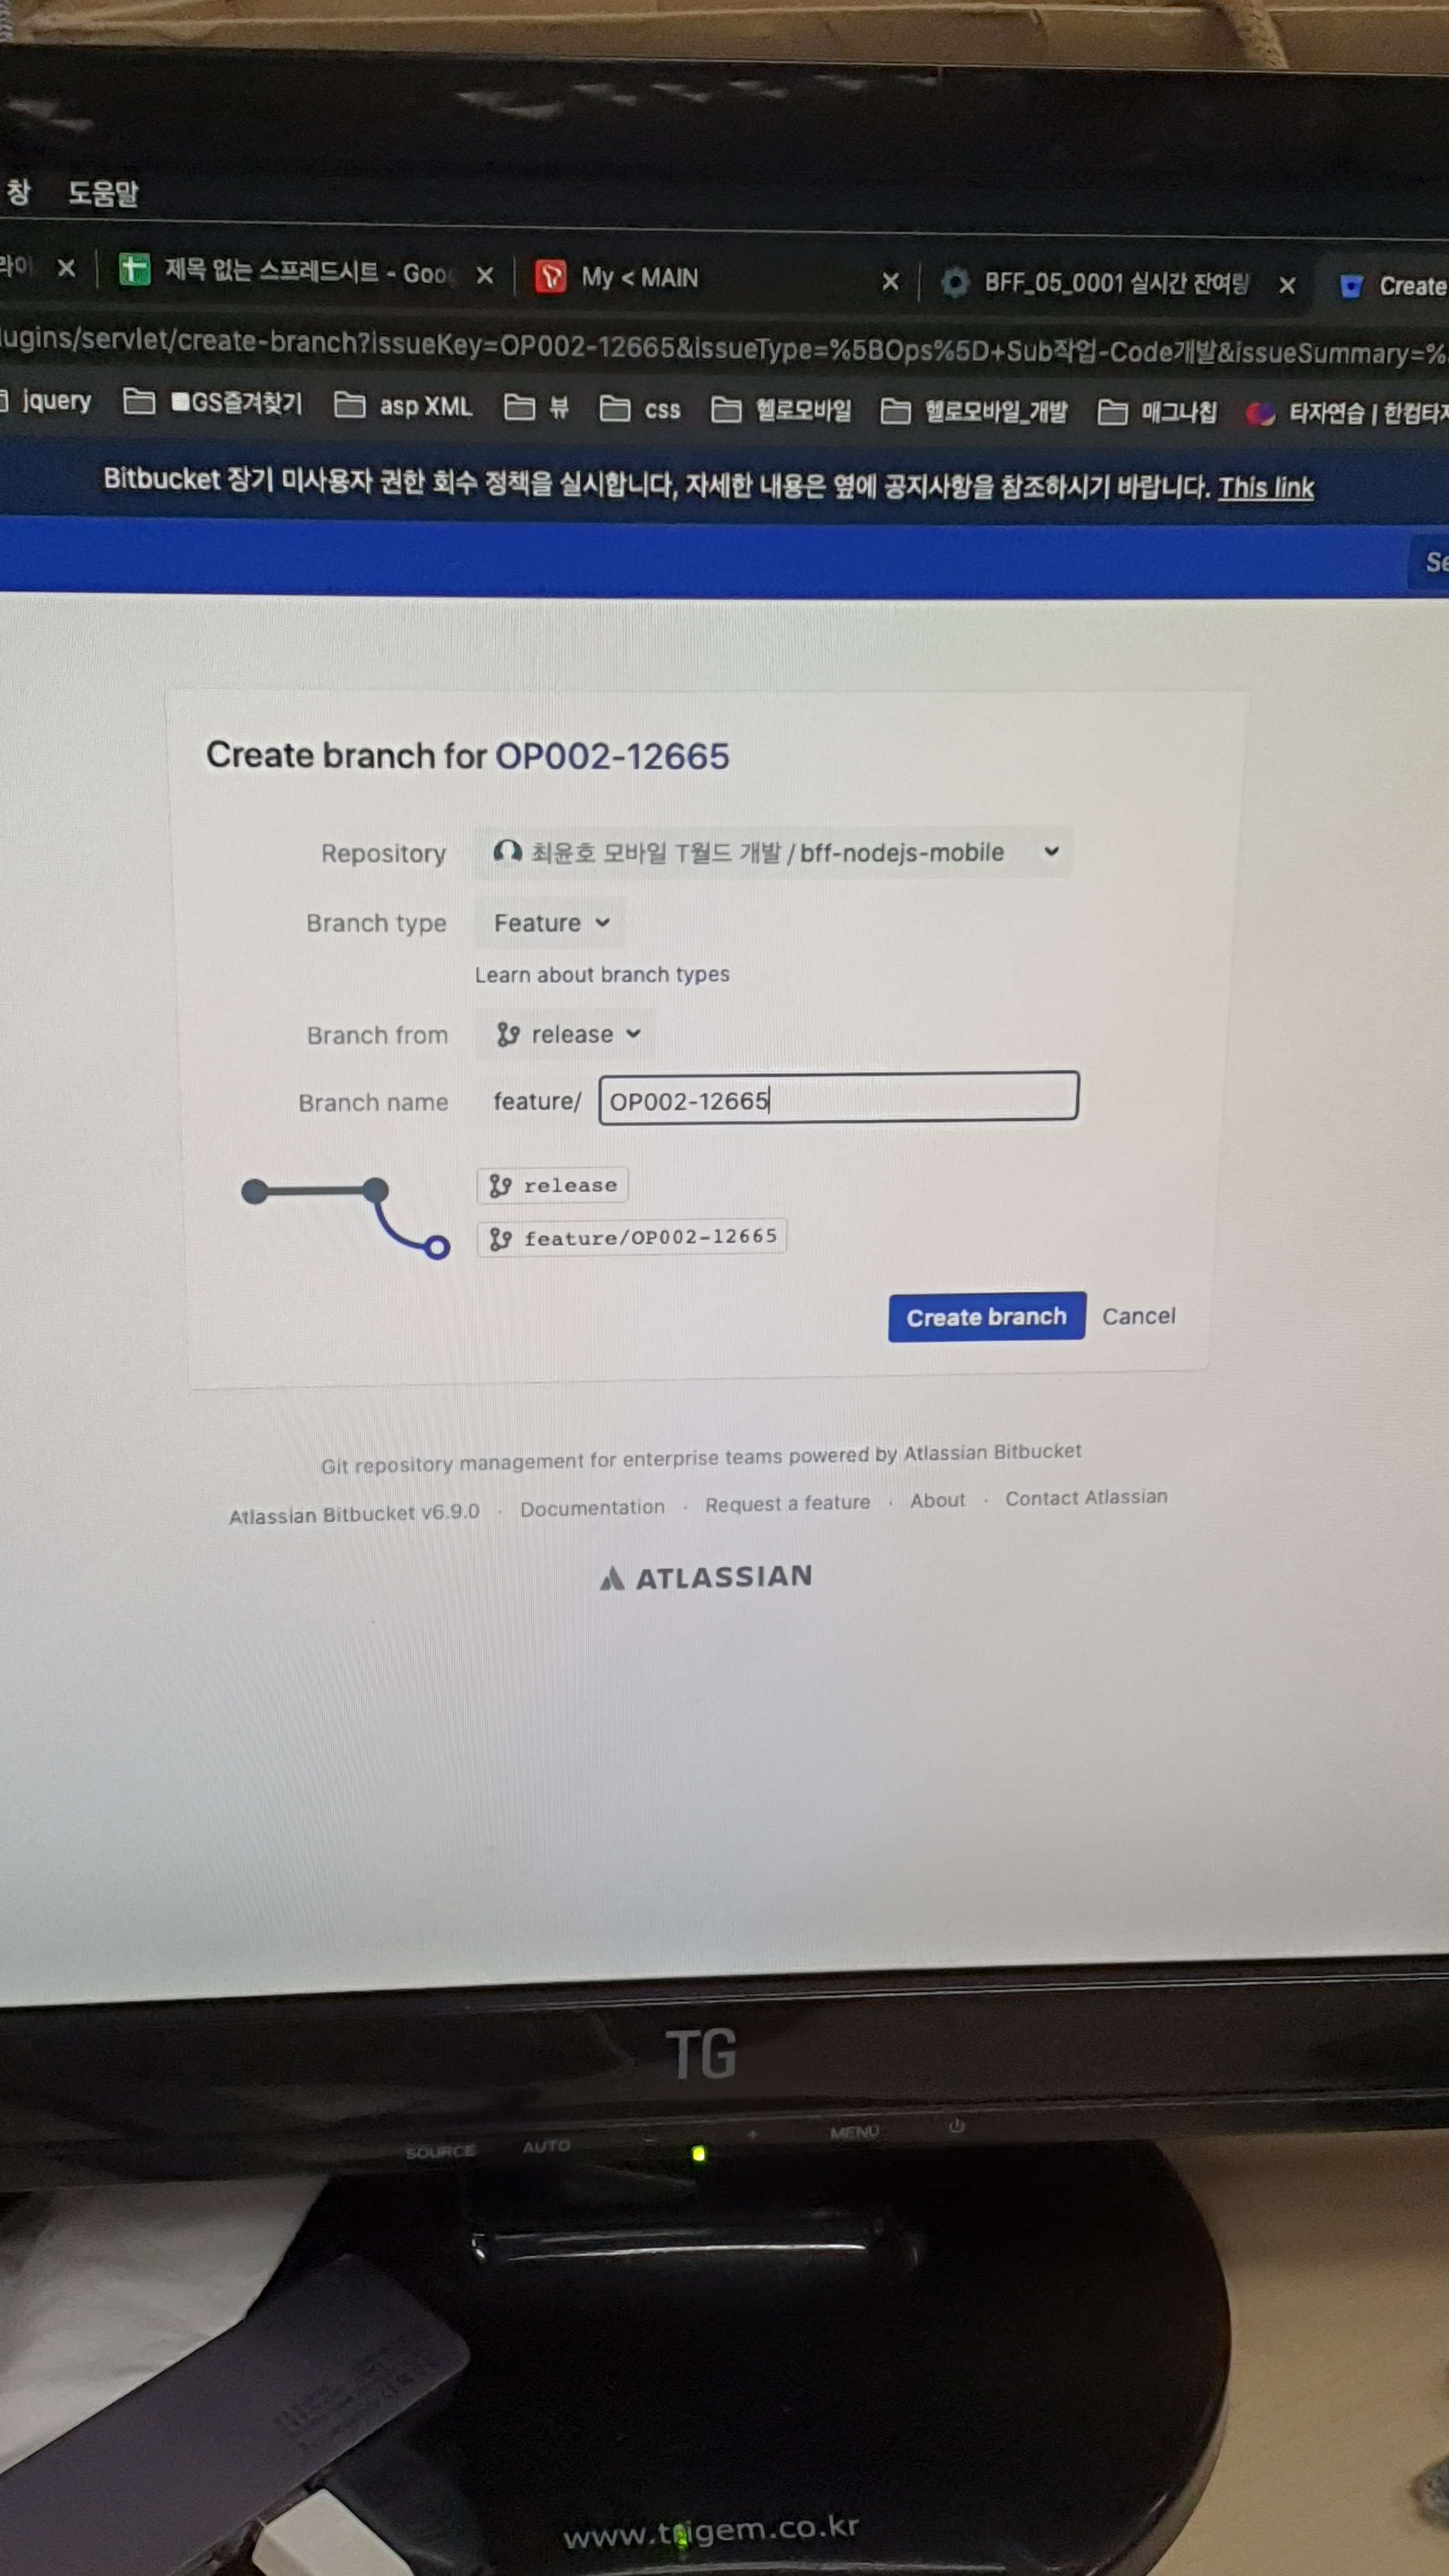 창 도움말
제목 없는 스프레드시트 - Goo
My < MAIN
BFF_05_0001 실시간 잔여링
Create
lugins/servlet/create-branch?issueKey=OP002-12665&issueType=%5BOps%5D+Sub작업-Code개발&issueSummary=%
jquery GS즐겨찾기 asp XML 뷰 css 헬로모바일 헬로모바일_개발 매그나칩 타자연습 | 한컴타자
Bitbucket 장기 미사용자 권한 회수 정책을 실시합니다, 자세한 내용은 옆에 공지사항을 참조하시기 바랍니다. This link
Se
Create branch for OP002-12665
Repository 최윤호 모바일 T월드 개발 / bff-nodejs-mobile
Branch type Feature
Learn about branch types
Branch from release
Branch name feature/ OP002-12665
release
feature/OP002-12665
Create branch Cancel
Git repository management for enterprise teams powered by Atlassian Bitbucket
Atlassian Bitbucket v6.9.0 · Documentation · Request a feature · About · Contact Atlassian
ATLASSIAN
TG
SOURCE AUTO - + MENU
www.trigem.co.kr